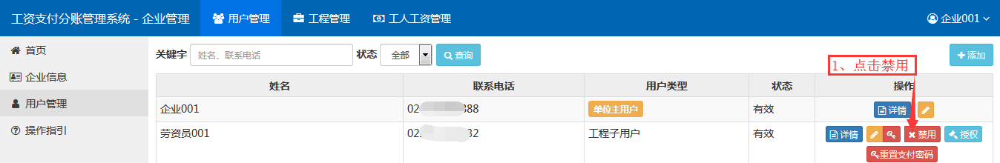 工资支付分账管理系统 - 企业管理 用户管理 工程管理 工人工资管理 企业001
首页
企业信息
用户管理
操作指引
关键字 姓名、联系电话 状态 全部 查询 添加
1、点击禁用
姓名 联系电话 用户类型 状态 操作
企业001 02 888 单位主用户 有效 详情
劳资员001 02 32 工程子用户 有效 详情 禁用 授权
重置支付密码